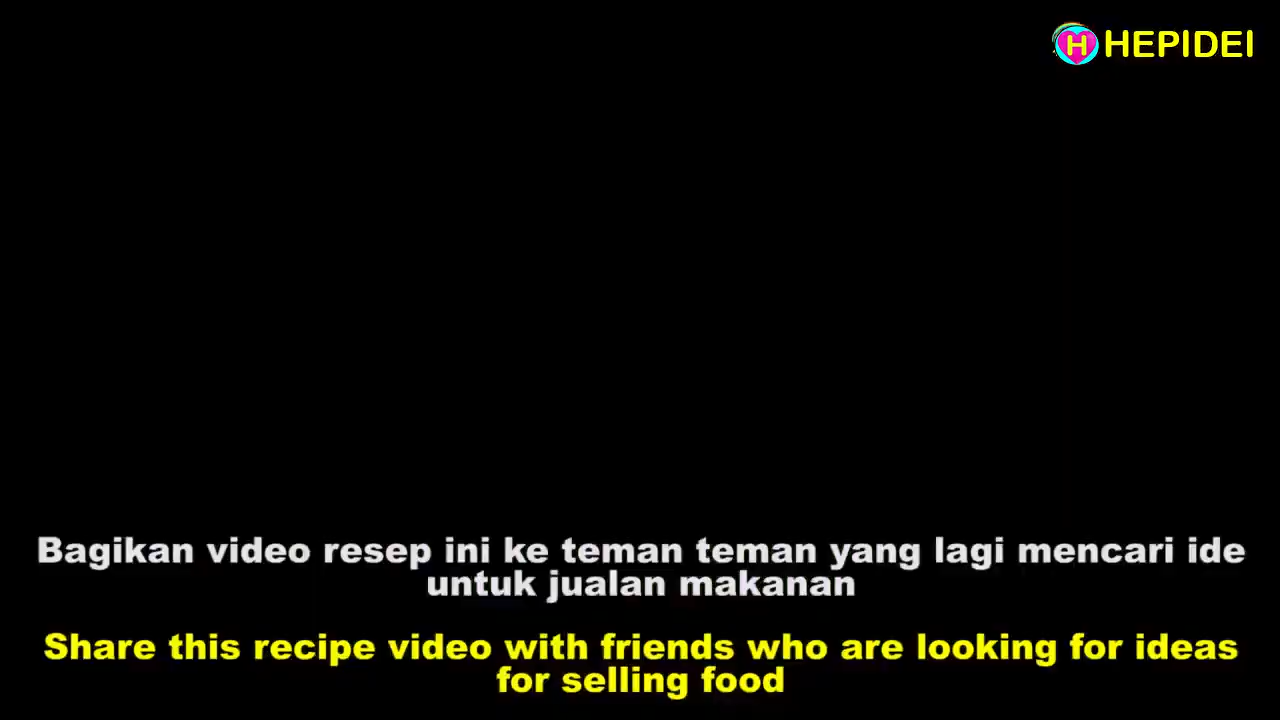 H HEPIDEI
Bagikan video resep ini ke teman teman yang lagi mencari ide
untuk jualan makanan
Share this recipe video with friends who are looking for ideas
for selling food